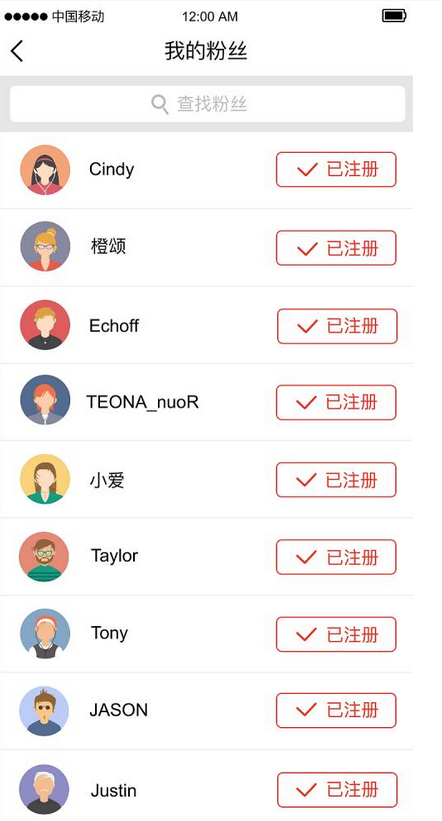 中国移动 12:00 AM
我的粉丝
查找粉丝
Cindy 已注册
橙颂 已注册
Echoff 已注册
TEONA_nuoR 已注册
小爱 已注册
Taylor 已注册
Tony 已注册
JASON 已注册
Justin 已注册